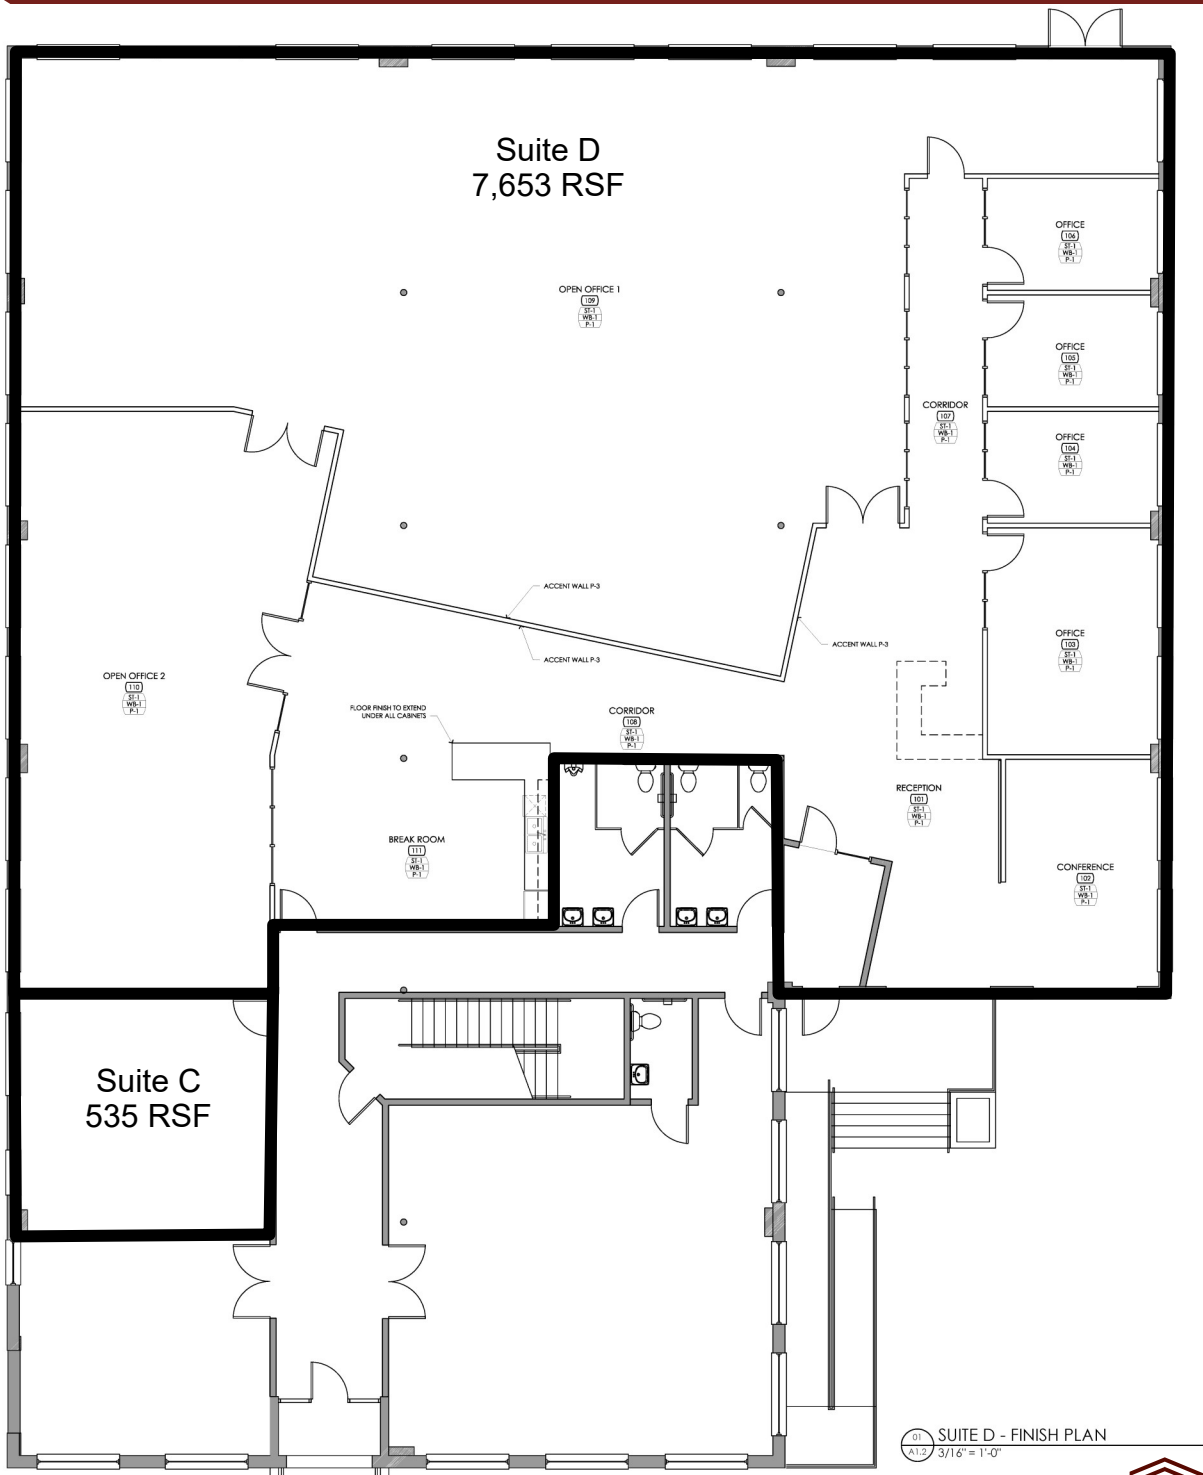 Suite D
7,653 RSF
OFFICE
106
ST-1
WB-1
P-1
OPEN OFFICE 1
109
ST-1
WB-1
P-1
OFFICE
105
ST-1
WB-1
P-1
CORRIDOR
107
ST-1
WB-1
P-1
OFFICE
104
ST-1
WB-1
P-1
ACCENT WALL P-3
ACCENT WALL P-3
ACCENT WALL P-3
OFFICE
103
ST-1
WB-1
P-1
OPEN OFFICE 2
110
ST-1
WB-1
P-1
FLOOR FINISH TO EXTEND
UNDER ALL CABINETS
CORRIDOR
108
ST-1
WB-1
P-1
RECEPTION
101
ST-1
WB-1
P-1
BREAK ROOM
111
ST-1
WB-1
P-1
CONFERENCE
102
ST-1
WB-1
P-1
Suite C
535 RSF
01
A1.2
SUITE D - FINISH PLAN
3/16" = 1'-0"